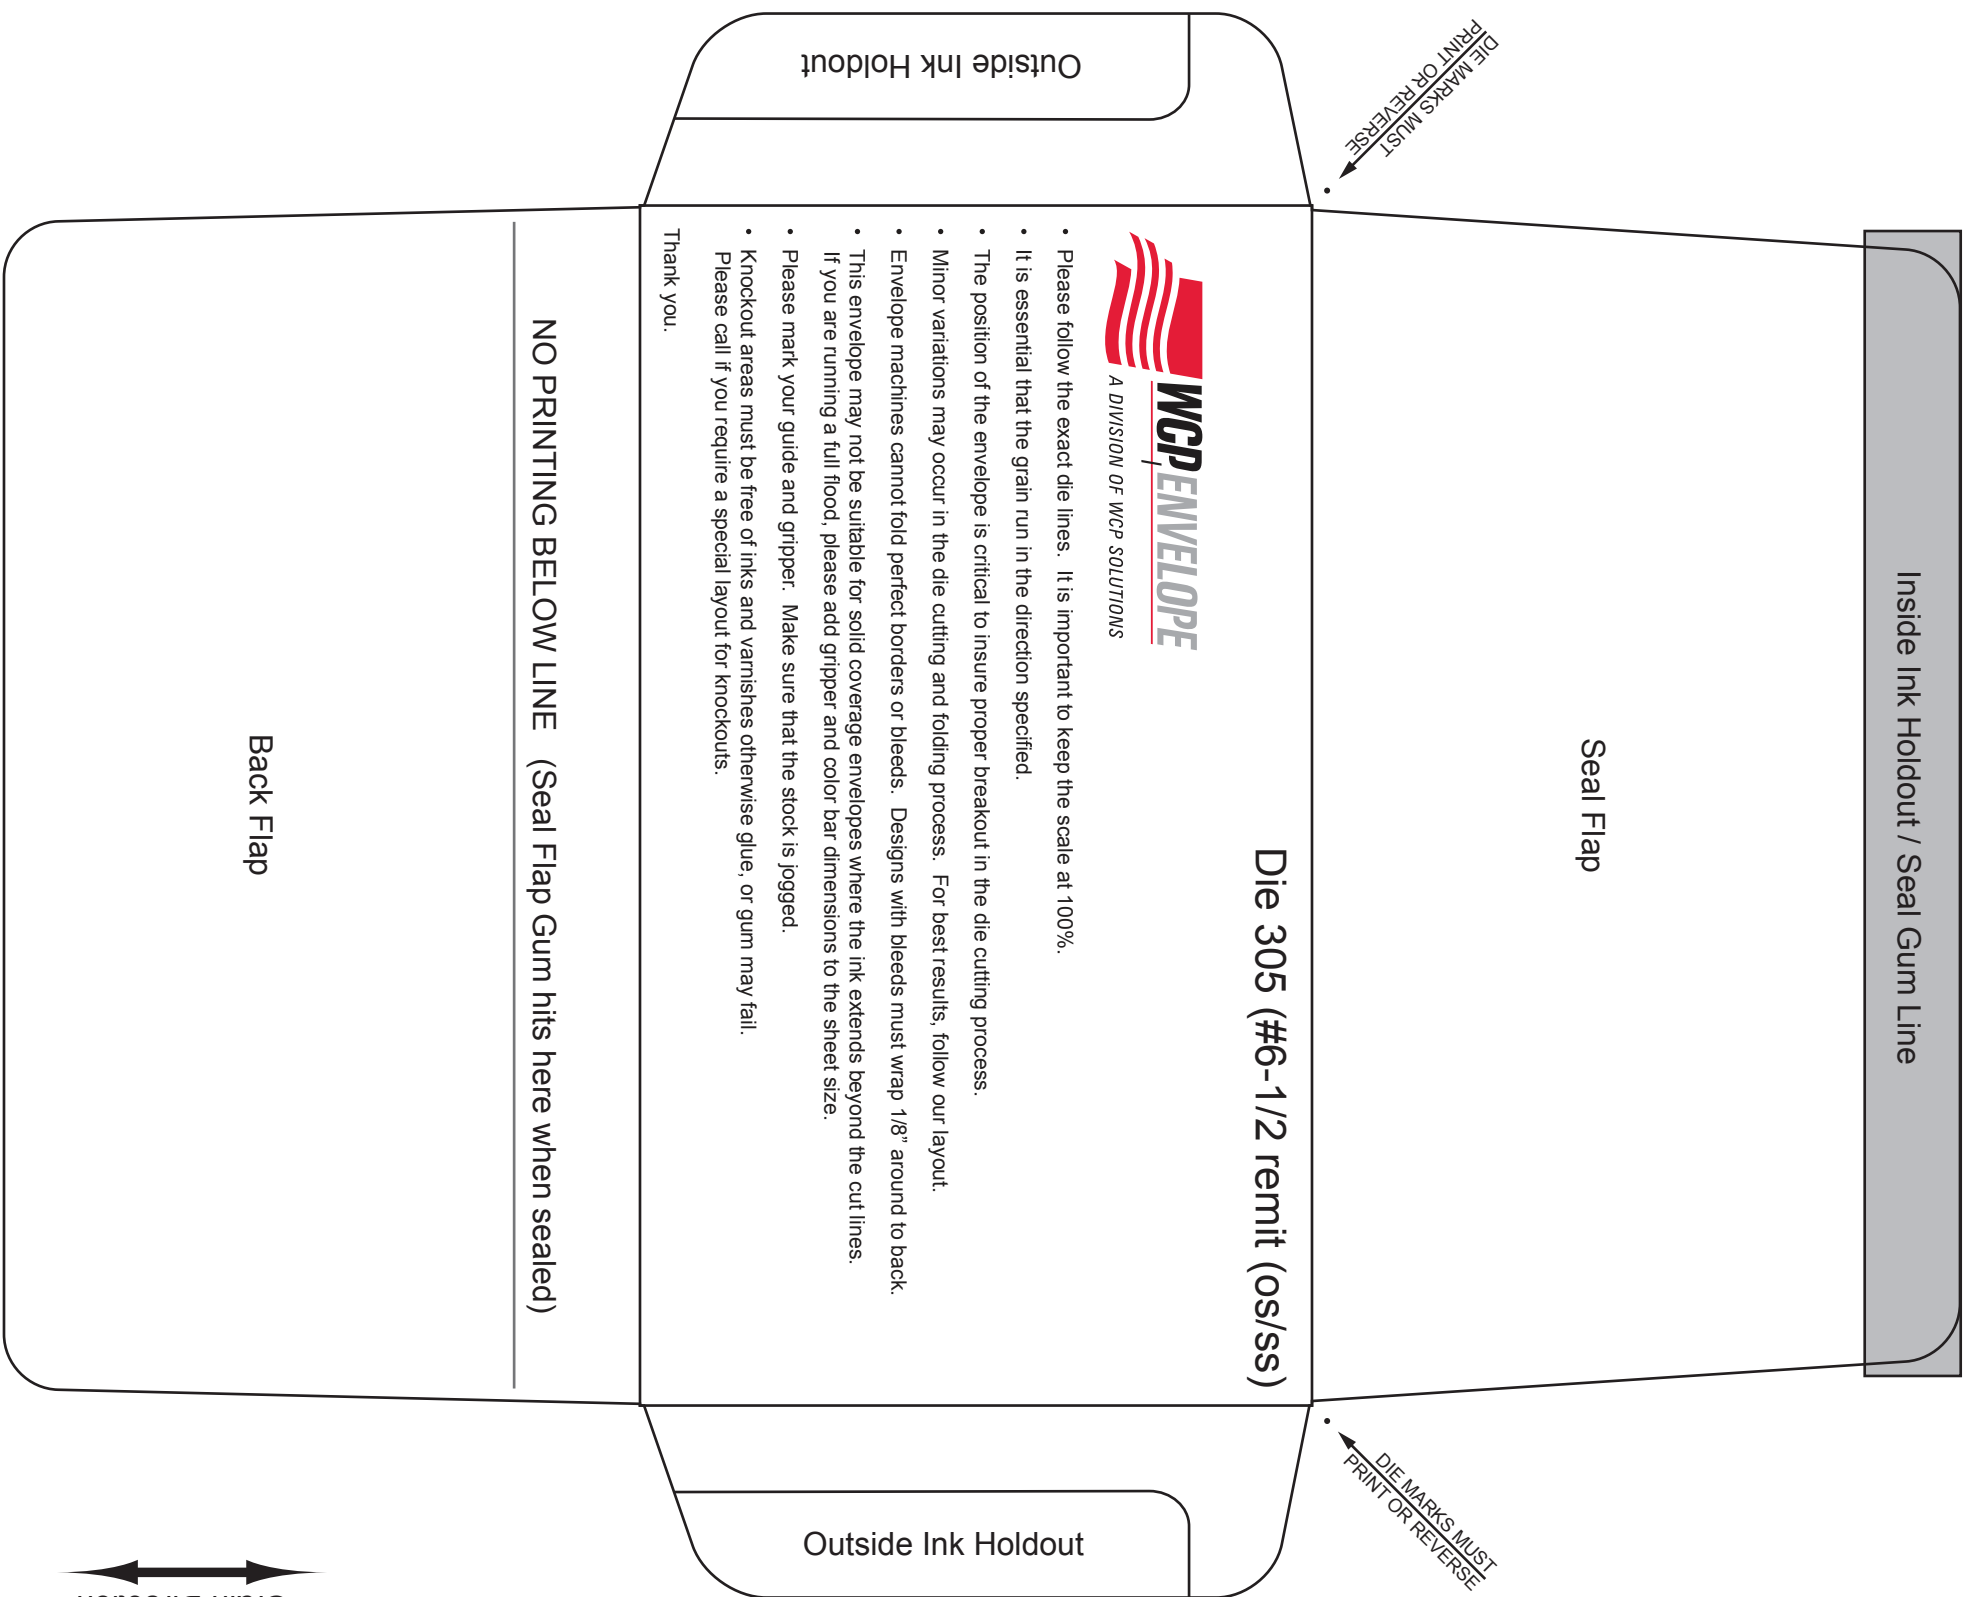 Outside Ink Holdout
DIE MARKS MUST
PRINT OR REVERSE
Inside Ink Holdout / Seal Gum Line
Seal Flap
Die 305 (#6-1/2 remit (os/ss)
WCP ENVELOPE
A DIVISION OF WCP SOLUTIONS
• Please follow the exact die lines. It is important to keep the scale at 100%.
• It is essential that the grain run in the direction specified.
• The position of the envelope is critical to insure proper breakout in the die cutting process.
• Minor variations may occur in the die cutting and folding process. For best results, follow our layout.
• Envelope machines cannot fold perfect borders or bleeds. Designs with bleeds must wrap 1/8” around to back.
• This envelope may not be suitable for solid coverage envelopes where the ink extends beyond the cut lines.
If you are running a full flood, please add gripper and color bar dimensions to the sheet size.
• Please mark your guide and gripper. Make sure that the stock is jogged.
• Knockout areas must be free of inks and varnishes otherwise glue, or gum may fail.
Please call if you require a special layout for knockouts.
Thank you.
NO PRINTING BELOW LINE (Seal Flap Gum hits here when sealed)
Back Flap
DIE MARKS MUST
PRINT OR REVERSE
Outside Ink Holdout